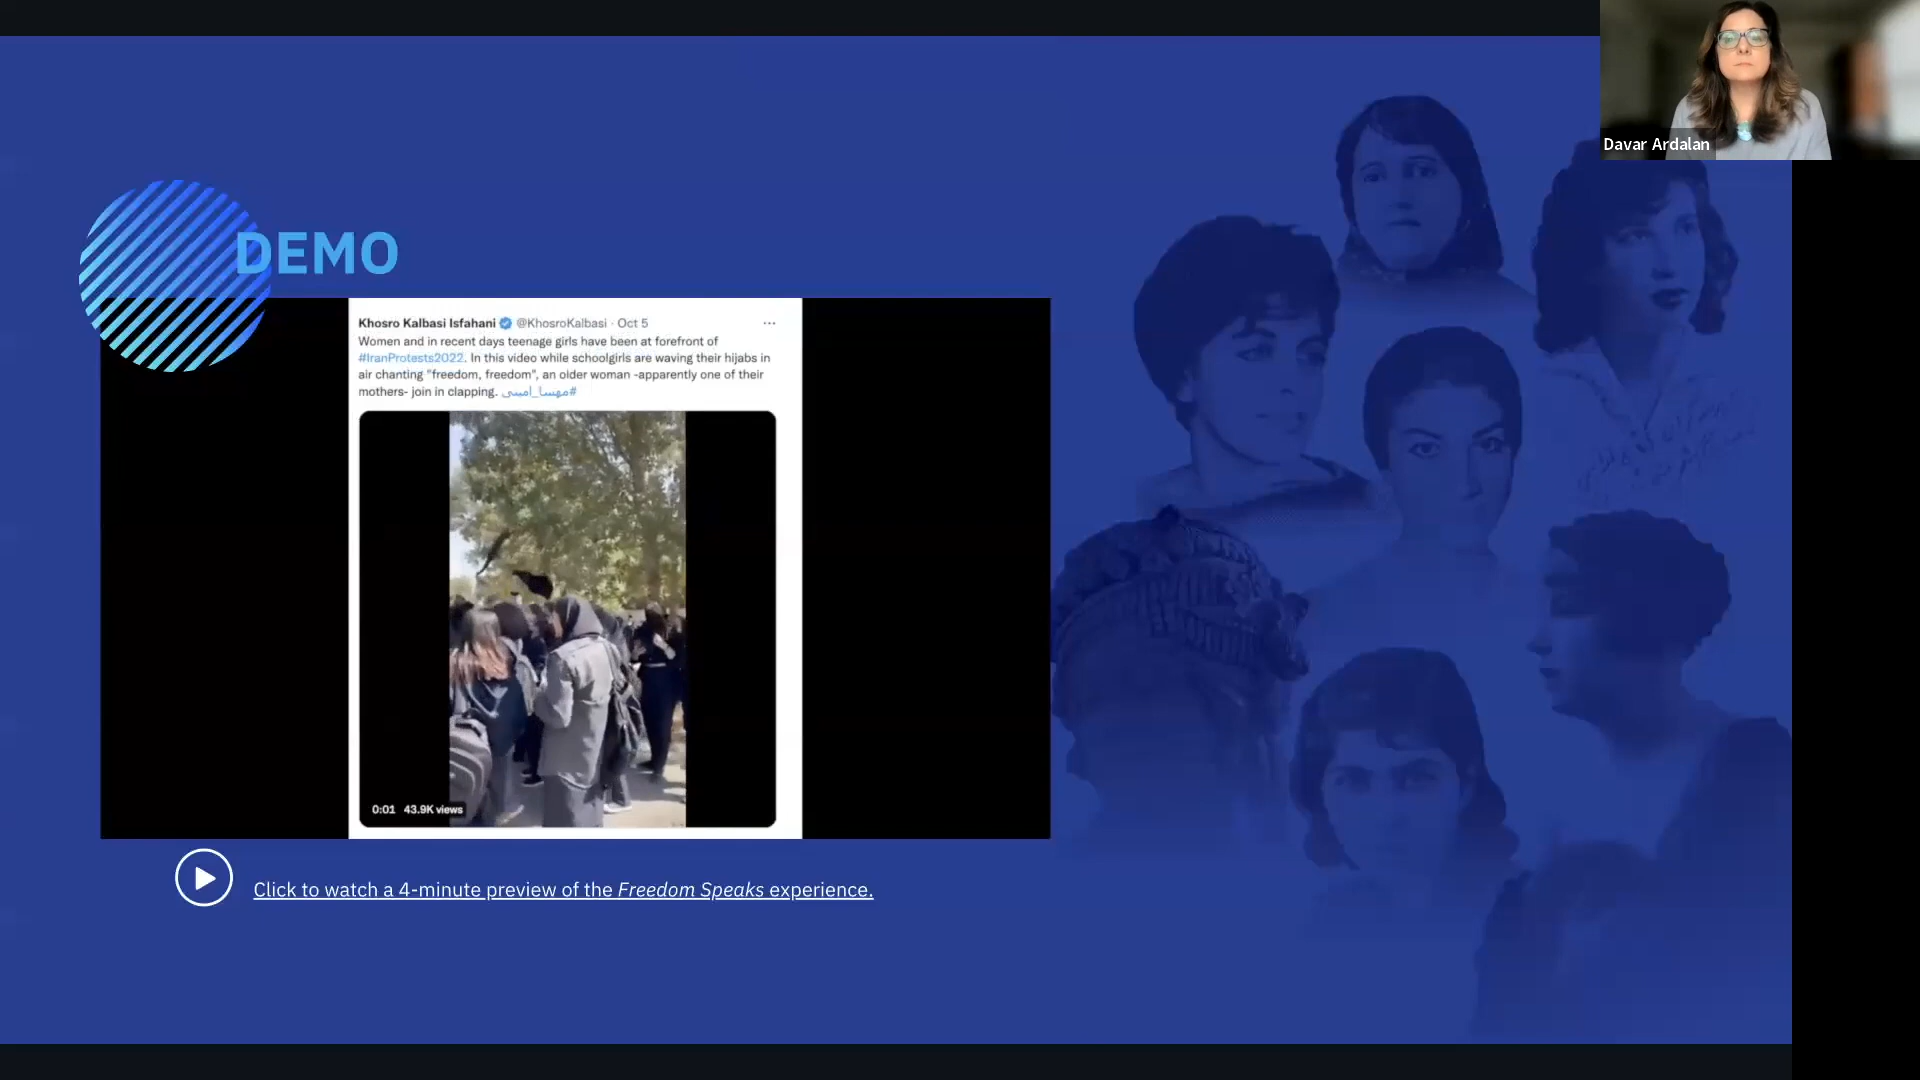 Davar Ardalan
DEMO
Khosro Kalbasi Isfahani @KhosroKalbasi · Oct 5
Women and in recent days teenage girls have been at forefront of
#IranProtests2022. In this video while schoolgirls are waving their hijabs in
air chanting "freedom, freedom", an older woman -apparently one of their
mothers- join in clapping. #مهسا_امینی
0:01 43.9K views
Click to watch a 4-minute preview of the Freedom Speaks experience.